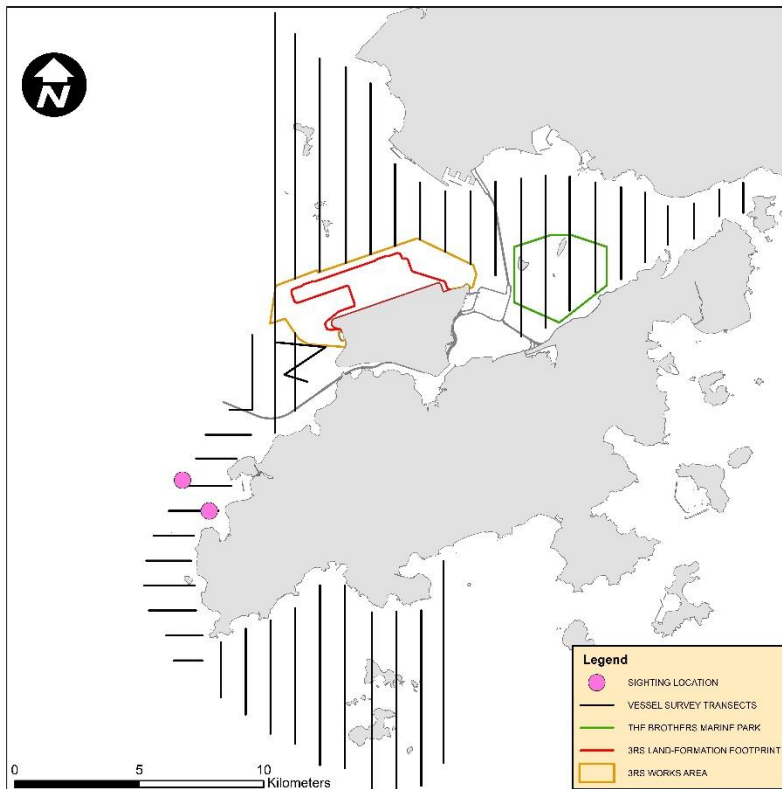 N
Legend
SIGHTING LOCATION
VESSEL SURVEY TRANSECTS
THE BROTHERS MARINE PARK
3RS LAND-FORMATION FOOTPRINT
3RS WORKS AREA
0 5 10
Kilometers